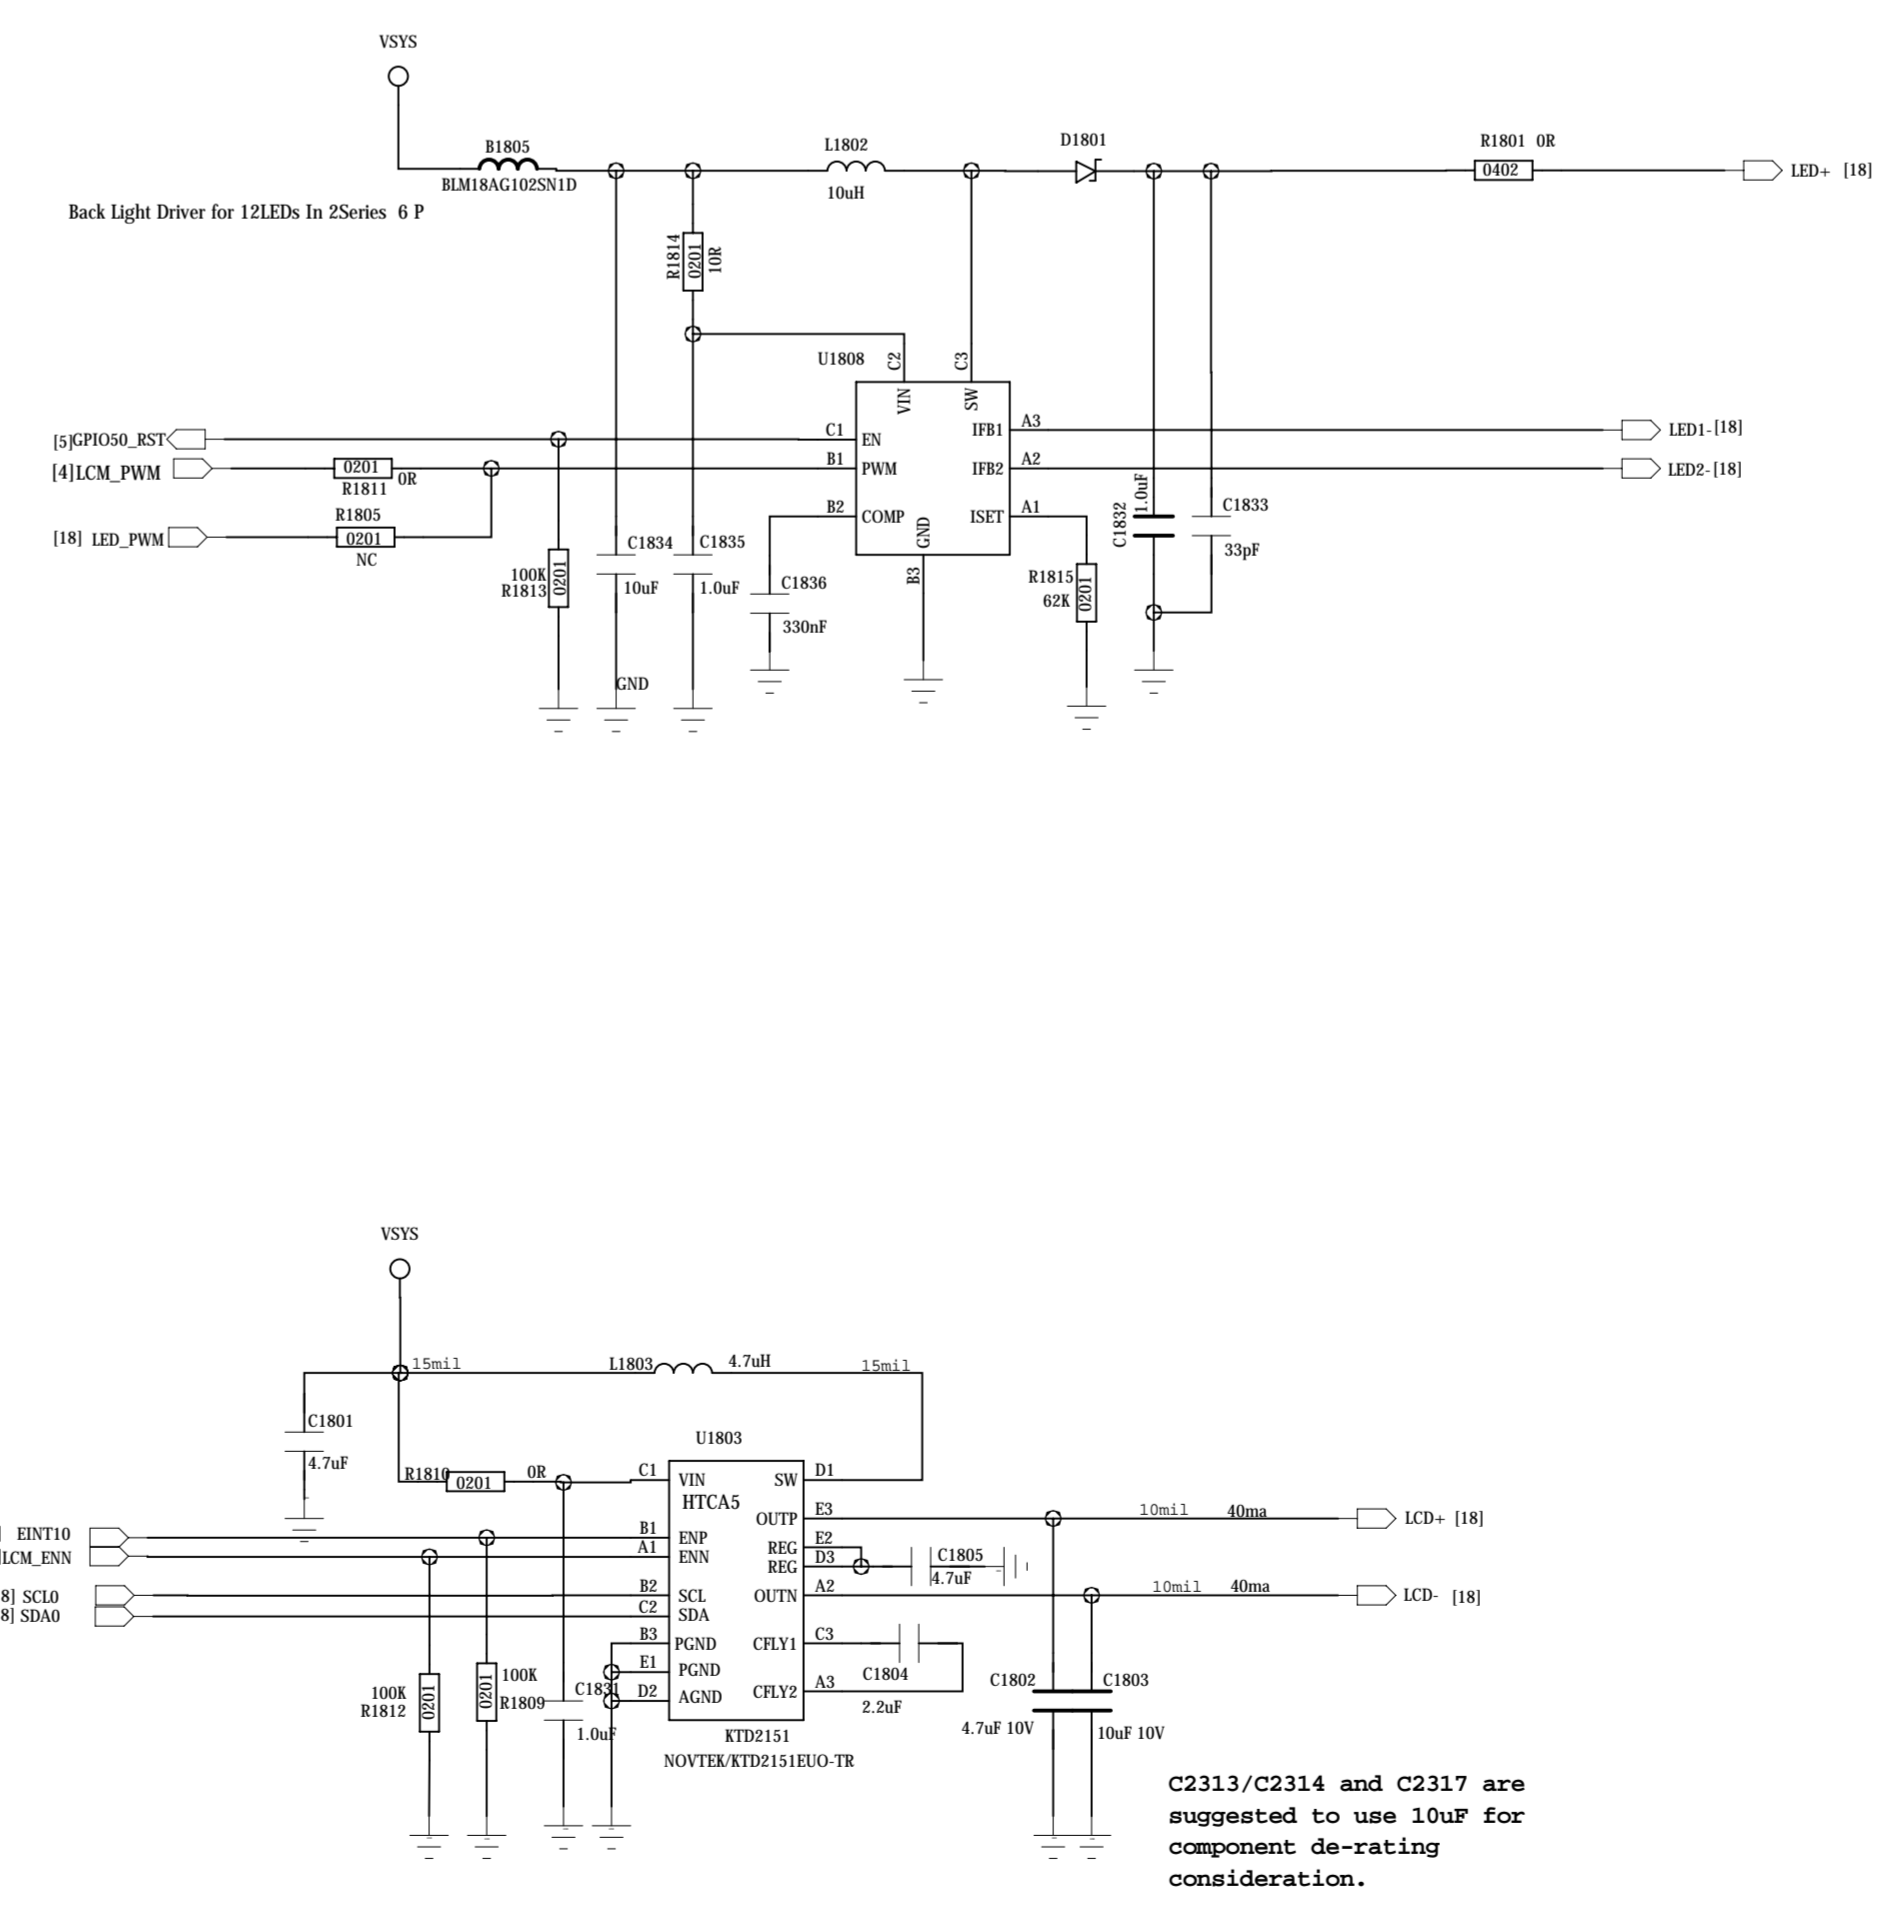 VSYS
B1805
BLM18AG102SN1D
L1802
10uH
D1801
R1801 0R
0402
LED+ [18]
Back Light Driver for 12LEDs In 2Series 6 P
R1814
0201
10R
U1808
C2
C3
VIN
SW
[5]GPIO50_RST
C1
EN
IFB1
A3
LED1-[18]
[4]LCM_PWM
0201
0R
R1811
B1
PWM
IFB2
A2
LED2-[18]
R1805
[18] LED_PWM
0201
NC
B2
COMP
ISET
A1
GND
B3
100K
R1813
0201
C1834
10uF
GND
C1835
1.0uF
C1836
330nF
R1815
62K
0201
C1832
1.0uF
C1833
33pF
VSYS
15mil
L1803
4.7uH
15mil
C1801
4.7uF
U1803
R1810
0201
0R
C1
VIN
SW
D1
HTCA5
OUTP
E3
10mil
40ma
LCD+ [18]
] EINT10
B1
ENP
REG
E2
]LCM_ENN
A1
ENN
REG
D3
C1805
4.7uF
8] SCL0
B2
SCL
OUTN
A2
10mil
40ma
LCD- [18]
8] SDA0
C2
SDA
B3
PGND
CFLY1
C3
E1
PGND
C1804
2.2uF
D2
AGND
CFLY2
A3
100K
R1812
0201
0201
100K
R1809
C1831
1.0uF
C1802
4.7uF 10V
C1803
10uF 10V
KTD2151
NOVTEK/KTD2151EUO-TR
C2313/C2314 and C2317 are
suggested to use 10uF for
component de-rating
consideration.